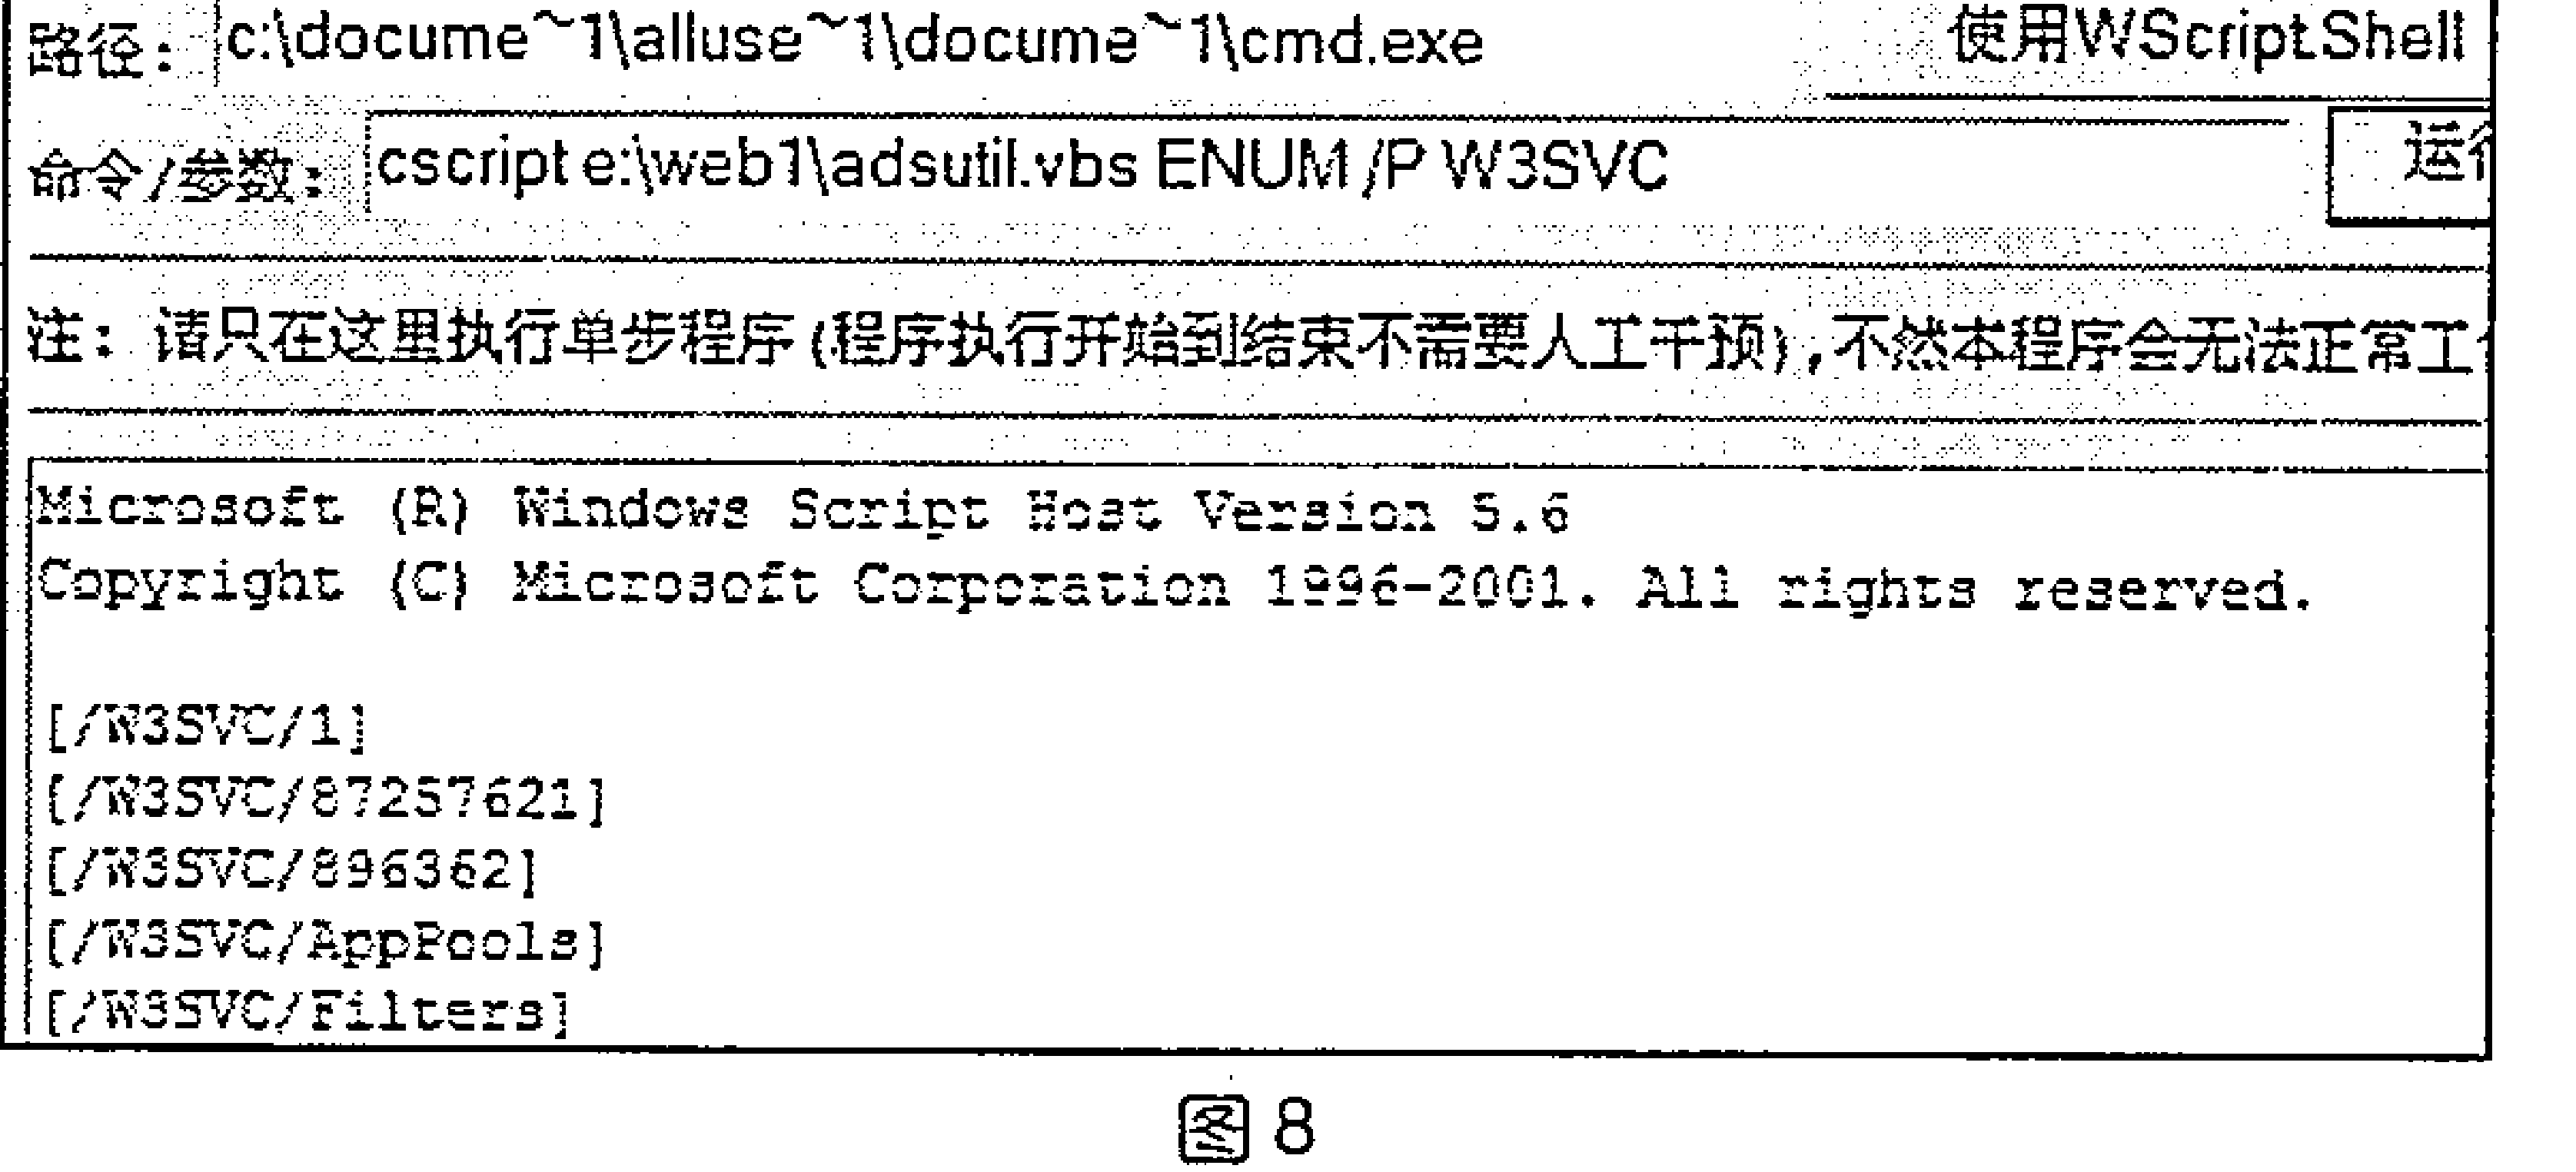 路径： c:\docume~1\alluse~1\docume~1\cmd.exe 使用WScript.Shell
命令/参数： cscript e:\web1\adsutil.vbs ENUM /P W3SVC 运行
注：请只在这里执行单步程序(程序执行开始到结束不需要人工干预),不然本程序会无法正常工
Microsoft (R) Windows Script Host Version 5.6
Copyright (C) Microsoft Corporation 1996-2001. All rights reserved.
[/W3SVC/1]
[/W3SVC/87257621]
[/W3SVC/896362]
[/W3SVC/AppPools]
[/W3SVC/Filters]
图 8